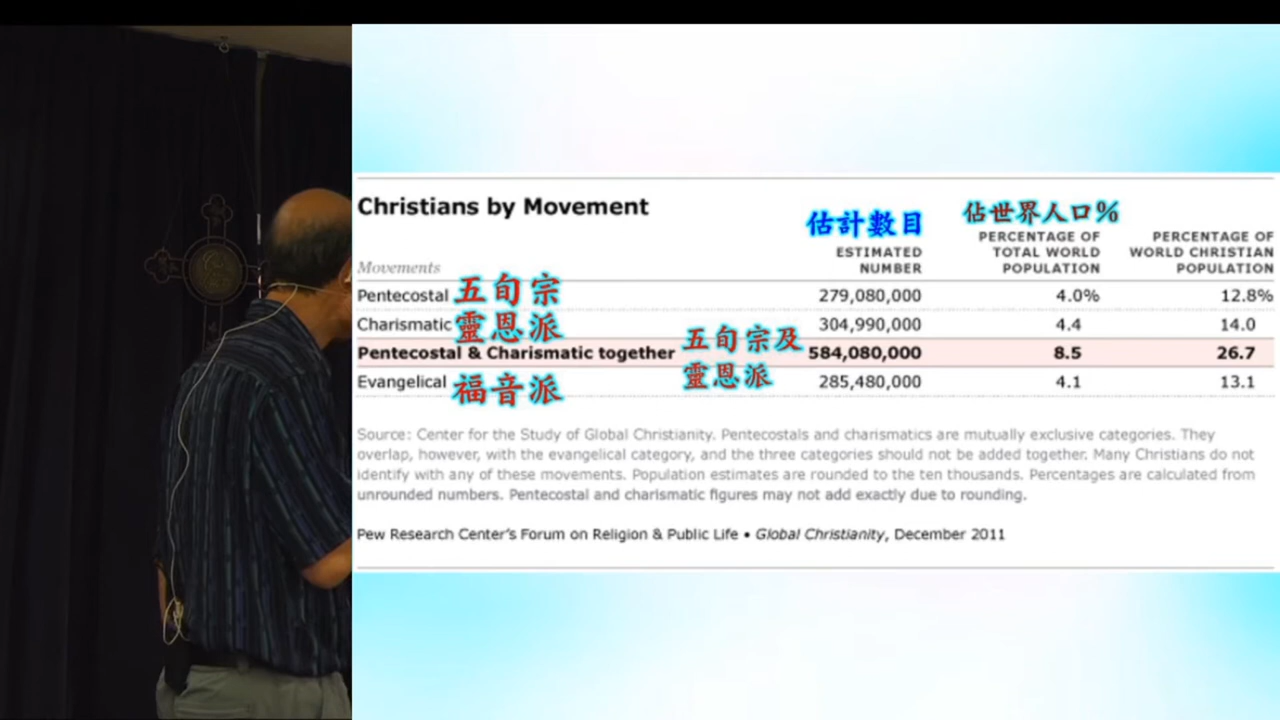 Christians by Movement
估計數目
佔世界人口%
Movements
ESTIMATED NUMBER
PERCENTAGE OF TOTAL WORLD POPULATION
PERCENTAGE OF WORLD CHRISTIAN POPULATION
Pentecostal 五旬宗 279,080,000 4.0% 12.8%
Charismatic 靈恩派 304,990,000 4.4 14.0
Pentecostal & Charismatic together 五旬宗及靈恩派 584,080,000 8.5 26.7
Evangelical 福音派 285,480,000 4.1 13.1
Source: Center for the Study of Global Christianity. Pentecostals and charismatics are mutually exclusive categories. They
overlap, however, with the evangelical category, and the three categories should not be added together. Many Christians do not
identify with any of these movements. Population estimates are rounded to the ten thousands. Percentages are calculated from
unrounded numbers. Pentecostal and charismatic figures may not add exactly due to rounding.
Pew Research Center's Forum on Religion & Public Life • Global Christianity, December 2011